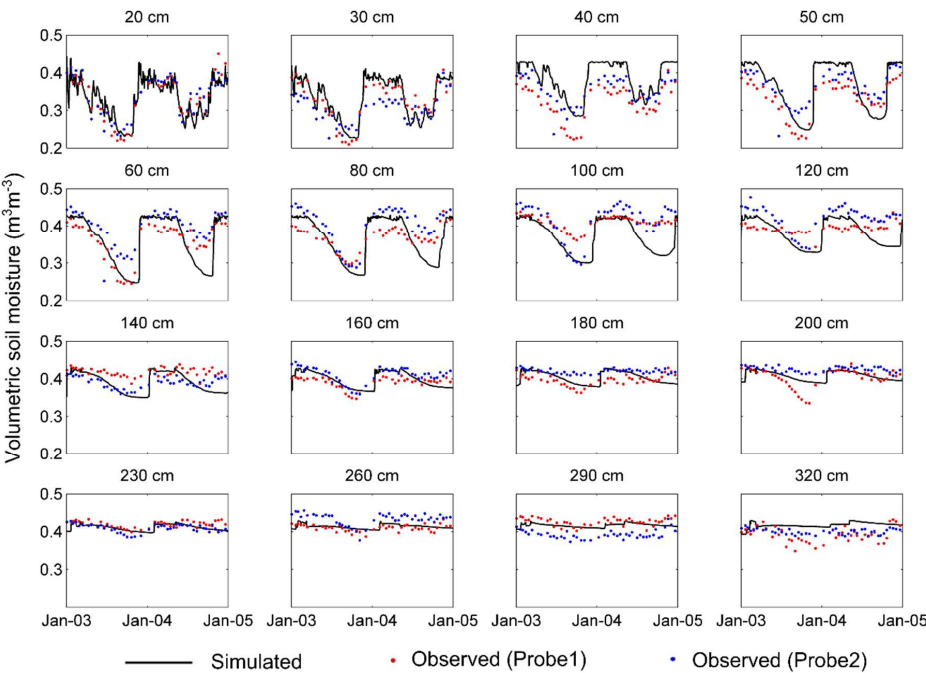 20 cm 30 cm 40 cm 50 cm
0.5
0.4
0.3
0.2
60 cm 80 cm 100 cm 120 cm
0.5
0.4
0.3
0.2
140 cm 160 cm 180 cm 200 cm
0.5
0.4
0.3
0.2
230 cm 260 cm 290 cm 320 cm
0.5
0.4
0.3
Volumetric soil moisture (m³m⁻³)
Jan-03 Jan-04 Jan-05 Jan-03 Jan-04 Jan-05 Jan-03 Jan-04 Jan-05 Jan-03 Jan-04 Jan-05
Simulated Observed (Probe1) Observed (Probe2)